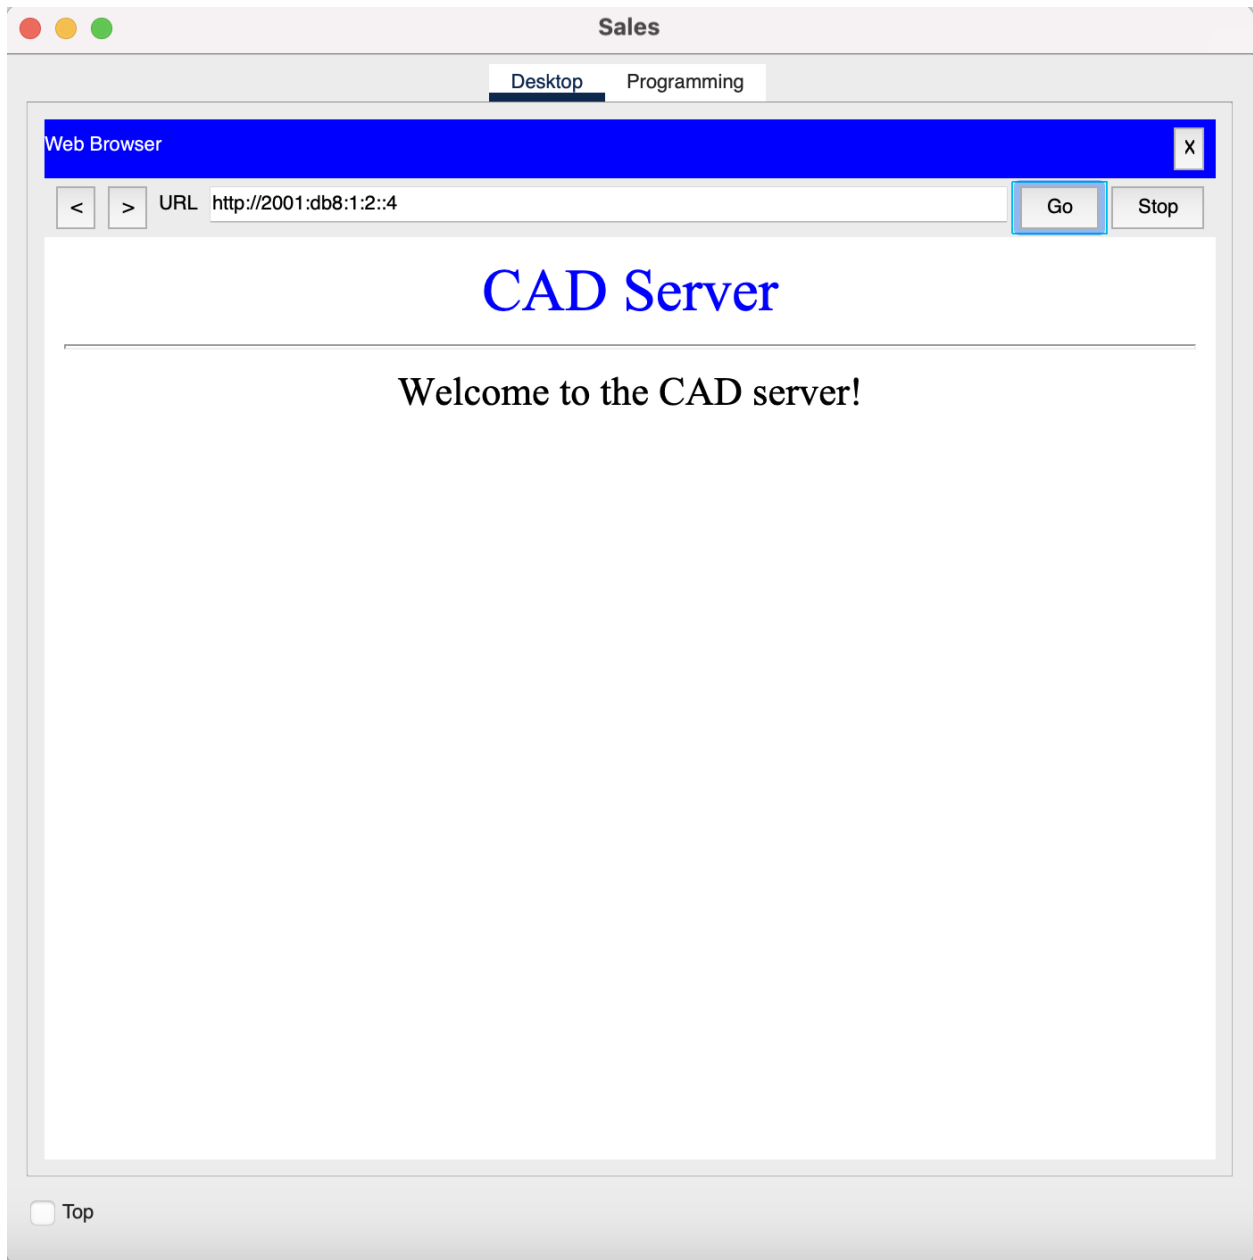 Sales
Desktop Programming
Web Browser X
< > URL http://2001:db8:1:2::4 Go Stop
CAD Server
Welcome to the CAD server!
Top